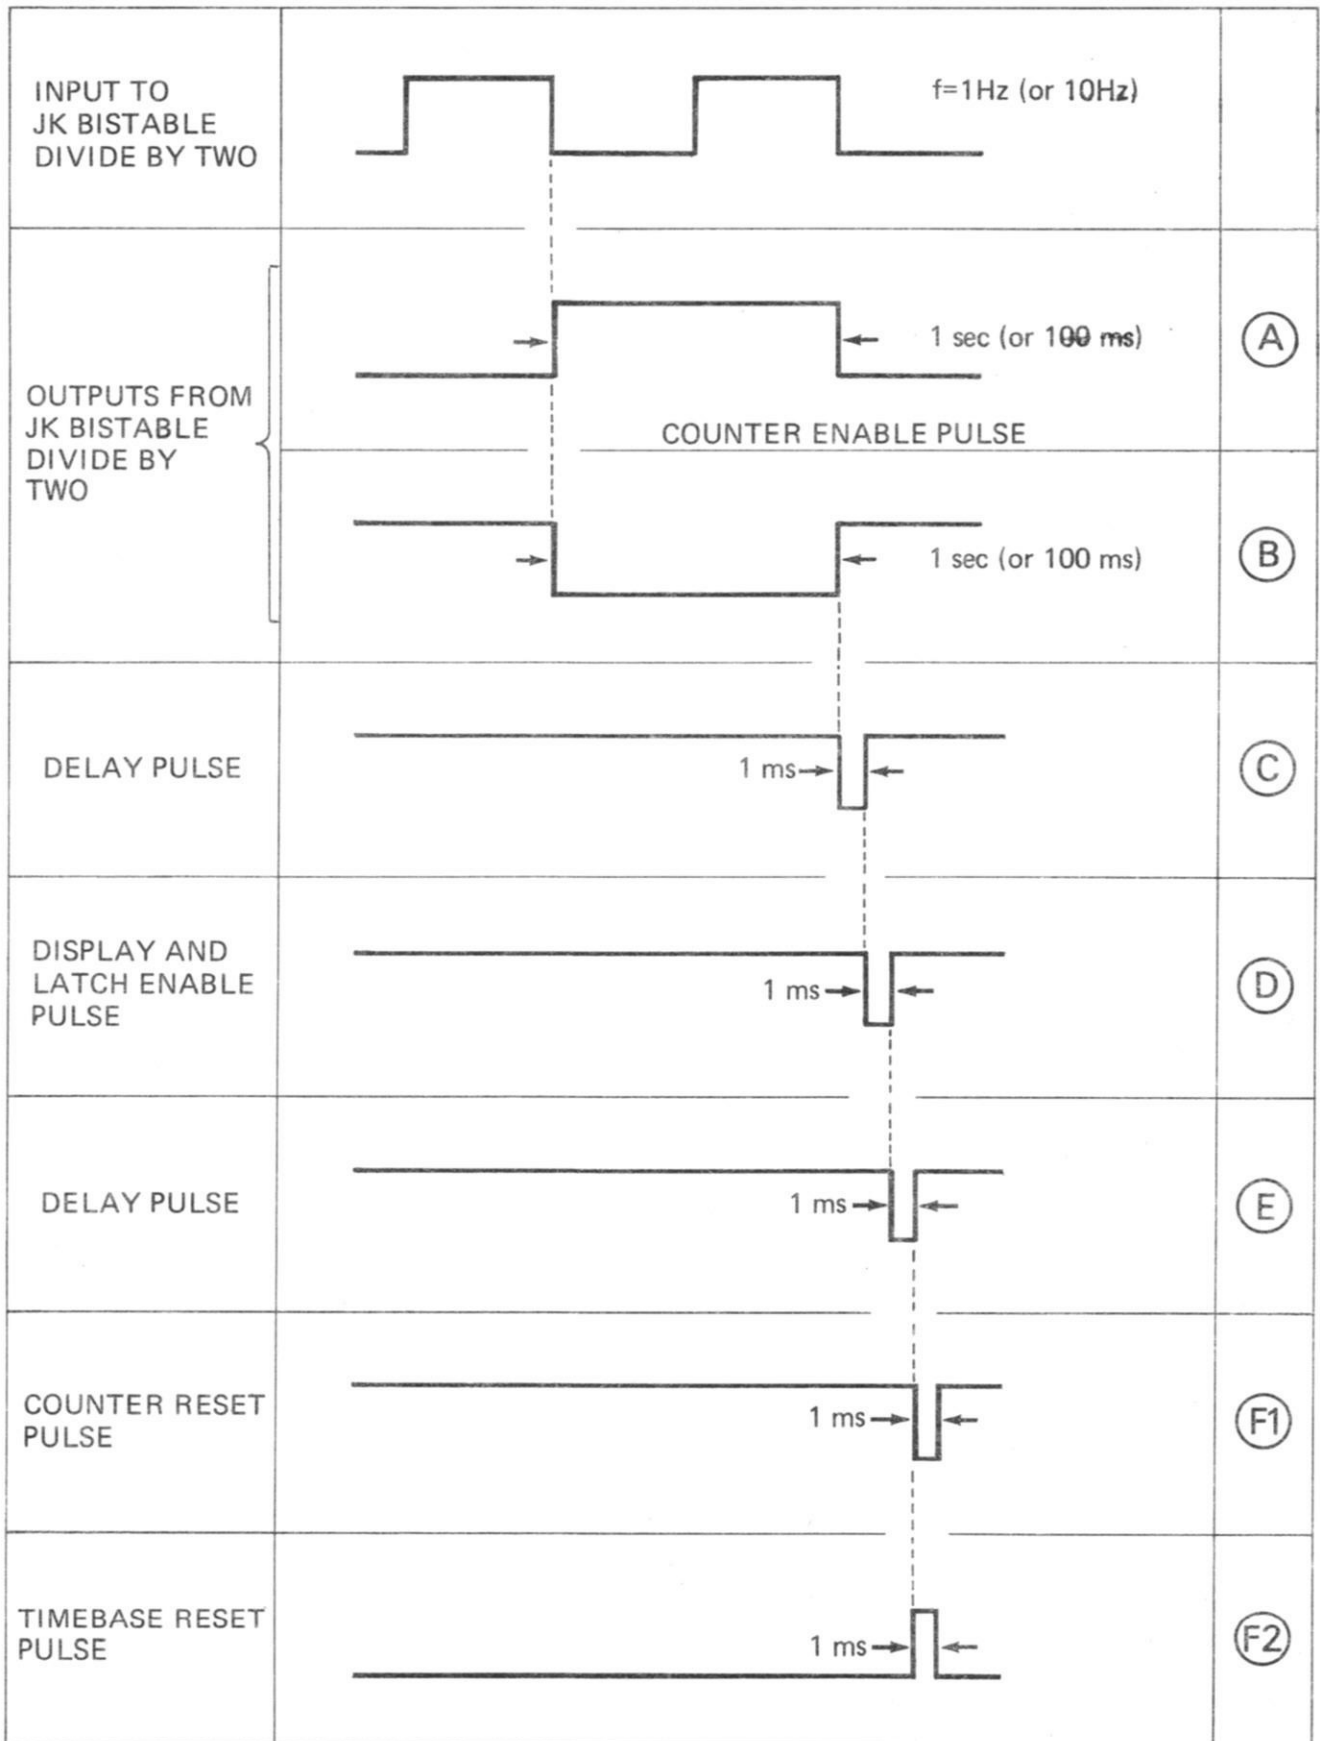 INPUT TO
JK BISTABLE
DIVIDE BY TWO
f=1Hz (or 10Hz)
OUTPUTS FROM
JK BISTABLE
DIVIDE BY
TWO
1 sec (or 100 ms)
A
COUNTER ENABLE PULSE
1 sec (or 100 ms)
B
DELAY PULSE
1 ms
C
DISPLAY AND
LATCH ENABLE
PULSE
1 ms
D
DELAY PULSE
1 ms
E
COUNTER RESET
PULSE
1 ms
F1
TIMEBASE RESET
PULSE
1 ms
F2